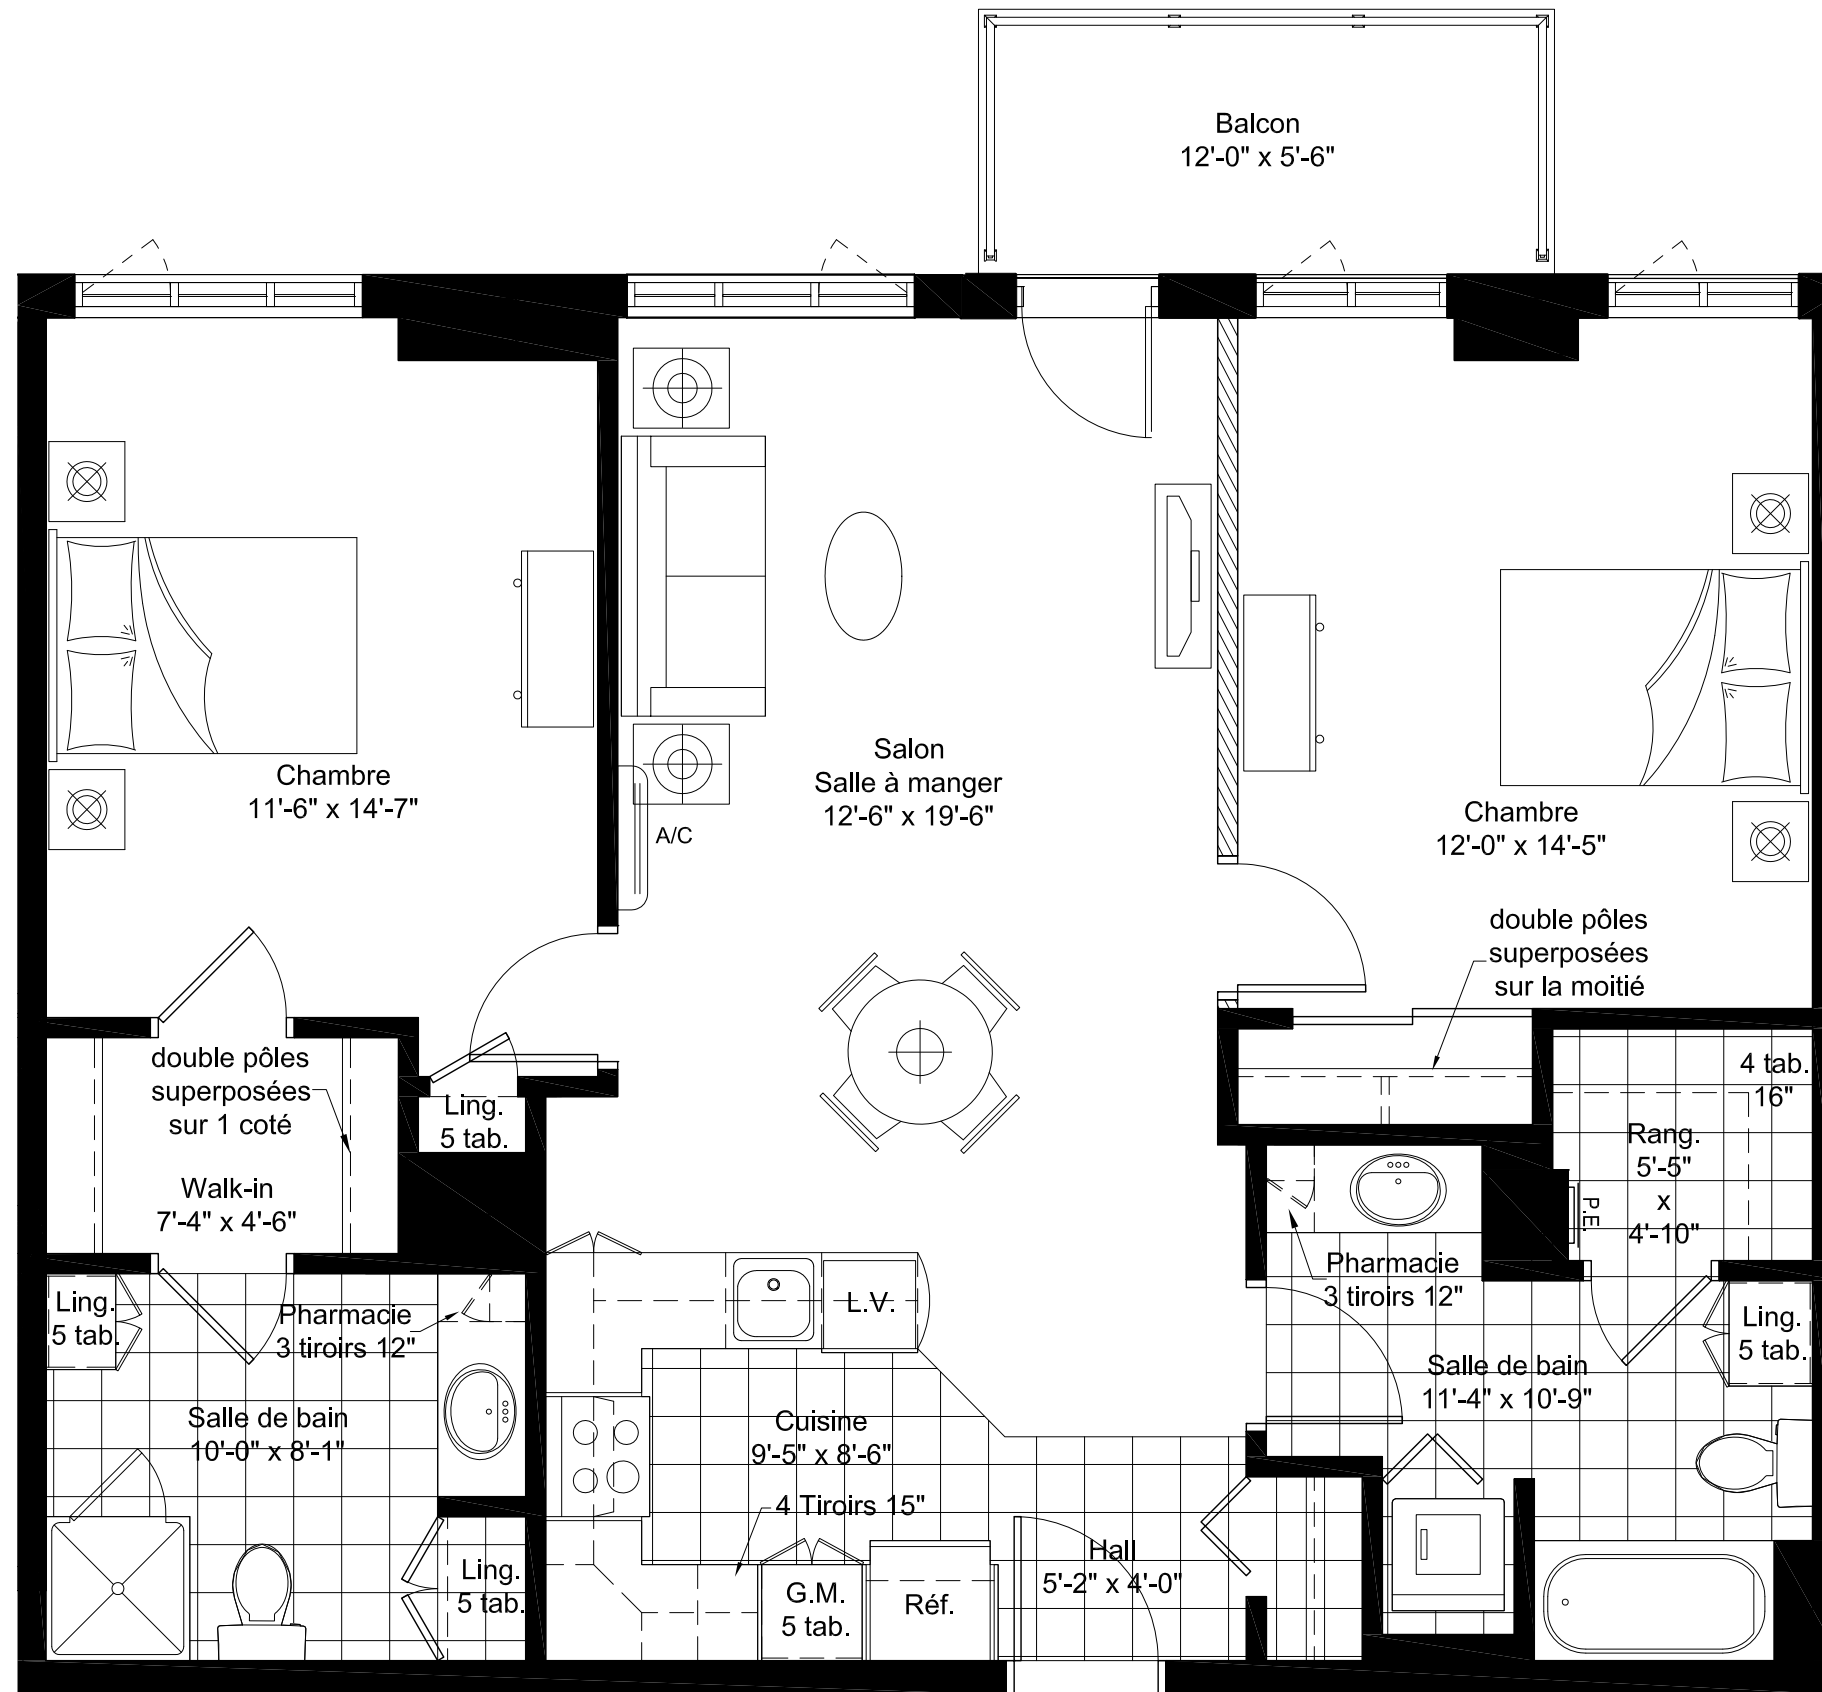 Balcon
12'-0" x 5'-6"
Chambre
11'-6" x 14'-7"
Salon
Salle à manger
12'-6" x 19'-6"
A/C
Chambre
12'-0" x 14'-5"
double pôles
superposées
sur la moitié
double pôles
superposées
sur 1 coté
Walk-in
7'-4" x 4'-6"
Ling.
5 tab.
4 tab.
16"
Rang.
5'-5"
x
4'-10"
P.E.
Pharmacie
3 tiroirs 12"
Ling.
5 tab.
Pharmacie
3 tiroirs 12"
Salle de bain
10'-0" x 8'-1"
Ling.
5 tab.
L.V.
Cuisine
9'-5" x 8'-6"
4 Tiroirs 15"
G.M.
5 tab.
Réf.
Hall
5'-2" x 4'-0"
Salle de bain
11'-4" x 10'-9"
Ling.
5 tab.